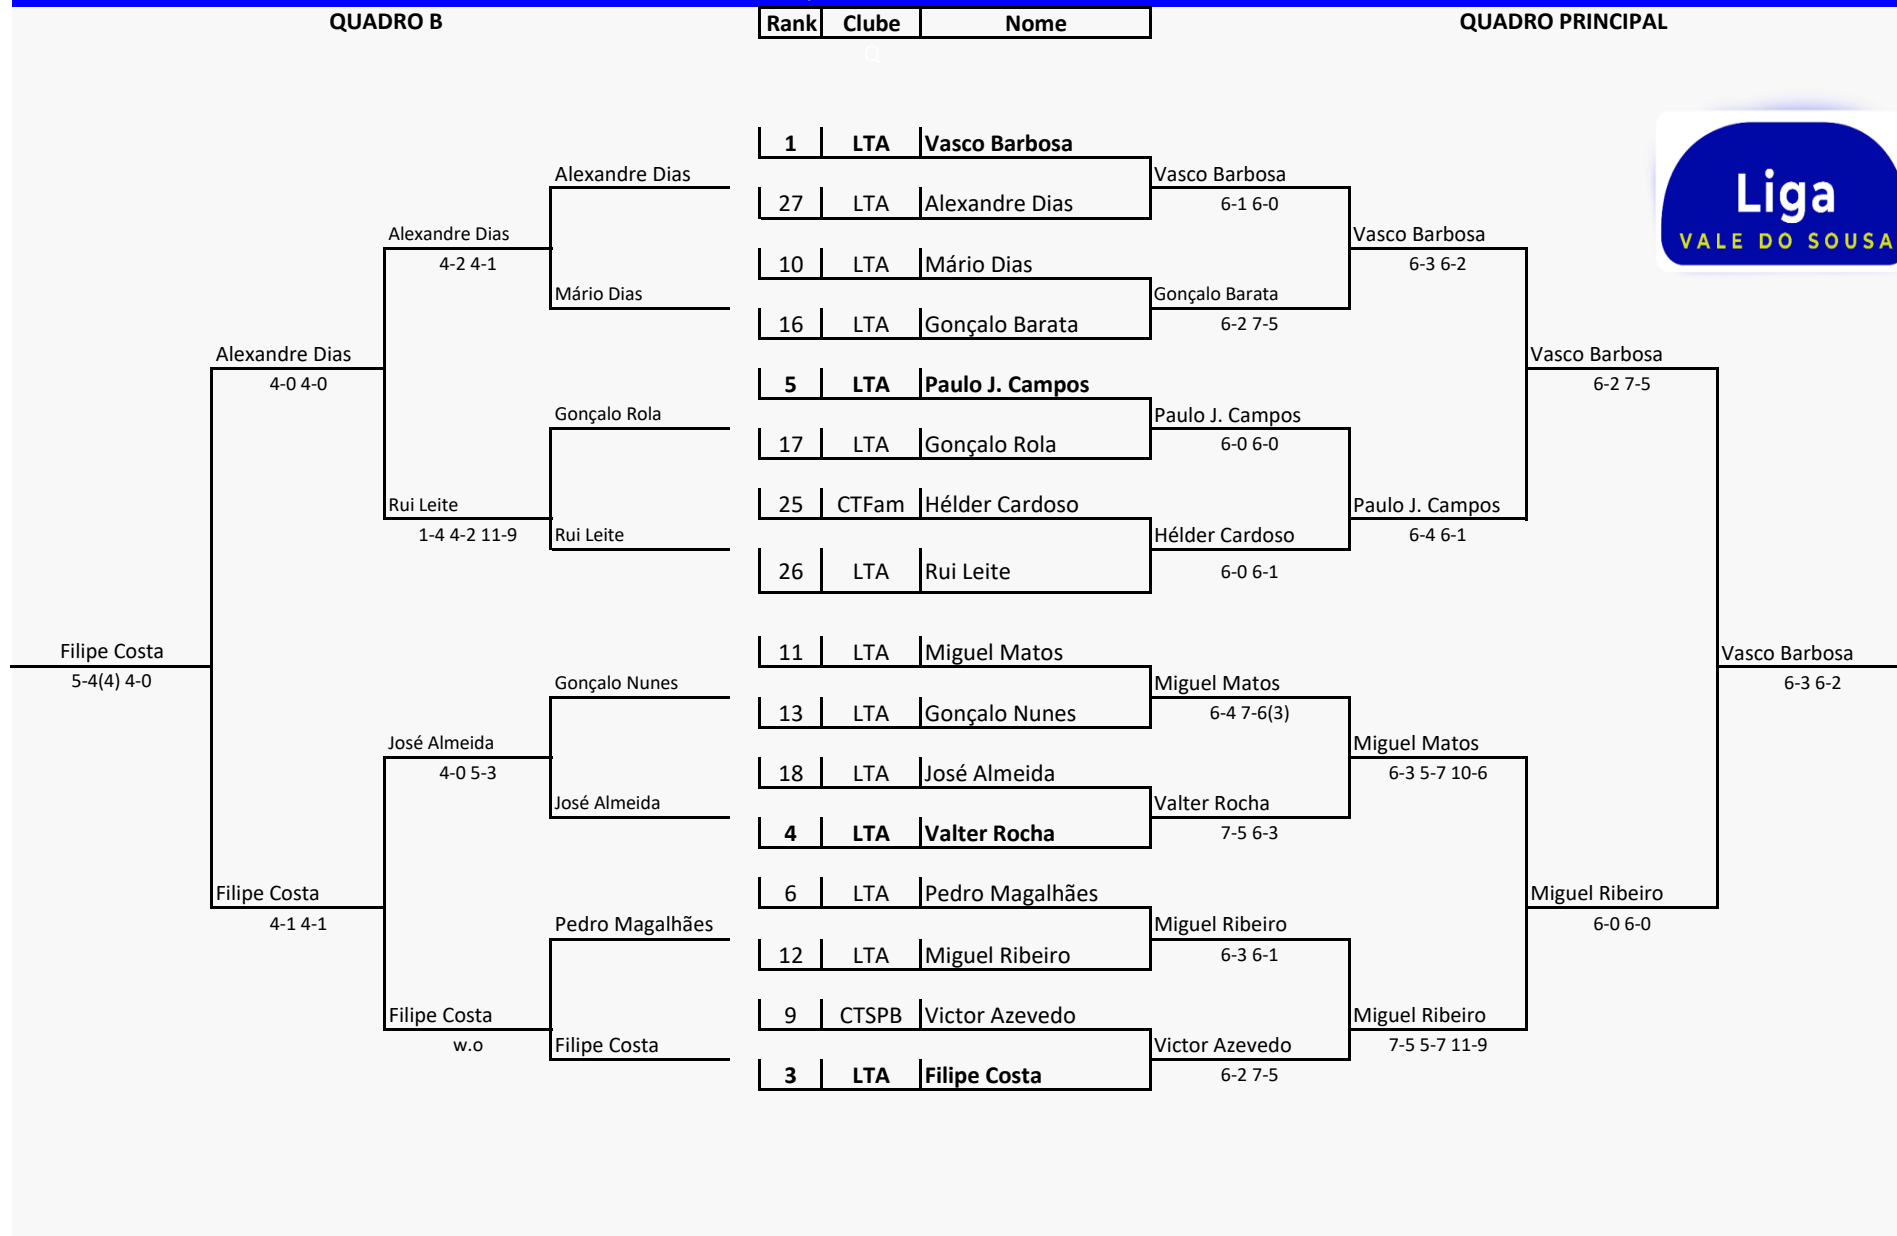 QUADRO B
Rank Clube Nome
QUADRO PRINCIPAL
Q
Liga
VALE DO SOUSA
1 LTA Vasco Barbosa
27 LTA Alexandre Dias
10 LTA Mário Dias
16 LTA Gonçalo Barata
5 LTA Paulo J. Campos
17 LTA Gonçalo Rola
25 CTFam Hélder Cardoso
26 LTA Rui Leite
11 LTA Miguel Matos
13 LTA Gonçalo Nunes
18 LTA José Almeida
4 LTA Valter Rocha
6 LTA Pedro Magalhães
12 LTA Miguel Ribeiro
9 CTSPB Victor Azevedo
3 LTA Filipe Costa
Alexandre Dias
Mário Dias
Gonçalo Rola
Rui Leite
Gonçalo Nunes
José Almeida
Pedro Magalhães
Filipe Costa
Alexandre Dias
4-2 4-1
Rui Leite
1-4 4-2 11-9
José Almeida
4-0 5-3
Filipe Costa
w.o
Alexandre Dias
4-0 4-0
Filipe Costa
4-1 4-1
Filipe Costa
5-4(4) 4-0
Vasco Barbosa
6-1 6-0
Gonçalo Barata
6-2 7-5
Paulo J. Campos
6-0 6-0
Hélder Cardoso
6-0 6-1
Miguel Matos
6-4 7-6(3)
Valter Rocha
7-5 6-3
Miguel Ribeiro
6-3 6-1
Victor Azevedo
6-2 7-5
Vasco Barbosa
6-3 6-2
Paulo J. Campos
6-4 6-1
Miguel Matos
6-3 5-7 10-6
Miguel Ribeiro
7-5 5-7 11-9
Vasco Barbosa
6-2 7-5
Miguel Ribeiro
6-0 6-0
Vasco Barbosa
6-3 6-2